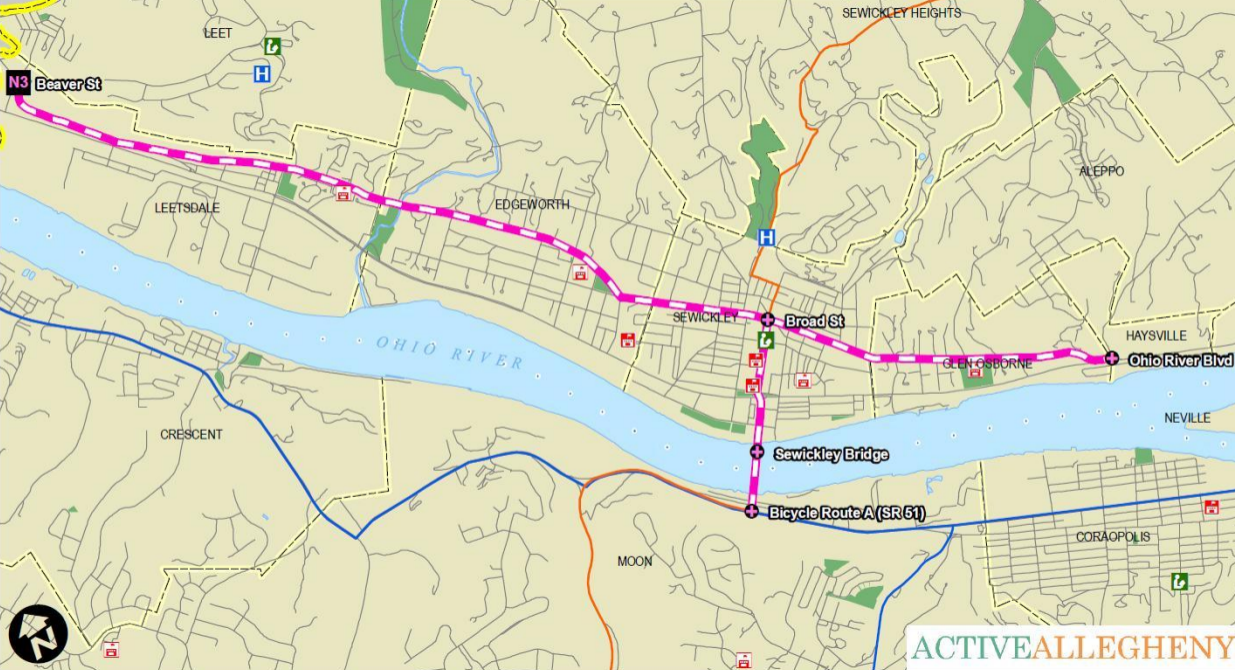 SEWICKLEY HEIGHTS
LEET
H
N3 Beaver St
ALEPPO
LEETSDALE
EDGEWORTH
H
SEWICKLEY
Broad St
HAYSVILLE
OHIO RIVER
GLEN OSBORNE
Ohio River Blvd
NEVILLE
CRESCENT
Sewickley Bridge
Bicycle Route A (SR 51)
CORAOPOLIS
MOON
N
ACTIVEALLEGHENY